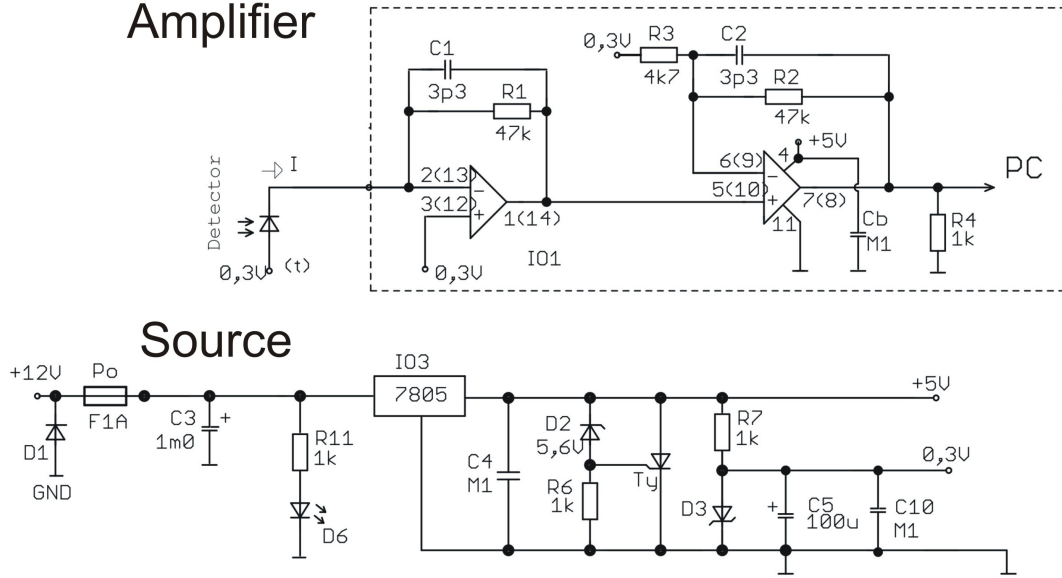 Amplifier
C1
3p3
R1
47k
0,3V
R3
4k7
C2
3p3
R2
47k
+5V
4
6(9)
5(10)
7(8)
11
Cb
M1
PC
R4
1k
Detector
I
2(13)
3(12)
1(14)
0,3V
(t)
0,3V
IO1
Source
+12V
Po
F1A
D1
GND
C3
+
1m0
R11
1k
D6
IO3
7805
+5V
C4
M1
D2
5,6V
R6
1k
Ty
R7
1k
0,3V
D3
+
C5
100u
C10
M1